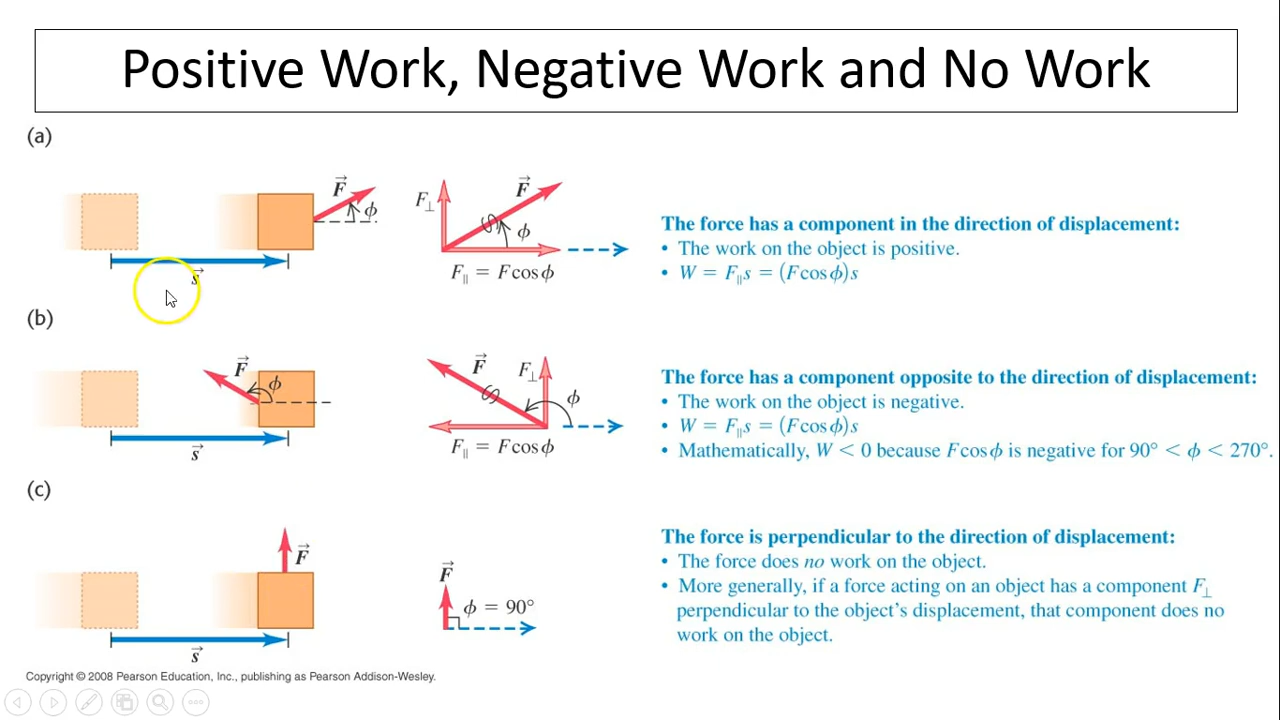 Positive Work, Negative Work and No Work
(a)
F⃗
ϕ
s⃗
F⊥
F⃗
ϕ
F∥ = F cos ϕ
The force has a component in the direction of displacement:
• The work on the object is positive.
• W = F∥s = (F cos ϕ)s
(b)
F⃗
ϕ
s⃗
F⃗
F⊥
ϕ
F∥ = F cos ϕ
The force has a component opposite to the direction of displacement:
• The work on the object is negative.
• W = F∥s = (F cos ϕ)s
• Mathematically, W < 0 because F cos ϕ is negative for 90° < ϕ < 270°.
(c)
F⃗
s⃗
F⃗
ϕ = 90°
The force is perpendicular to the direction of displacement:
• The force does no work on the object.
• More generally, if a force acting on an object has a component F⊥
perpendicular to the object's displacement, that component does no
work on the object.
Copyright © 2008 Pearson Education, Inc., publishing as Pearson Addison-Wesley.